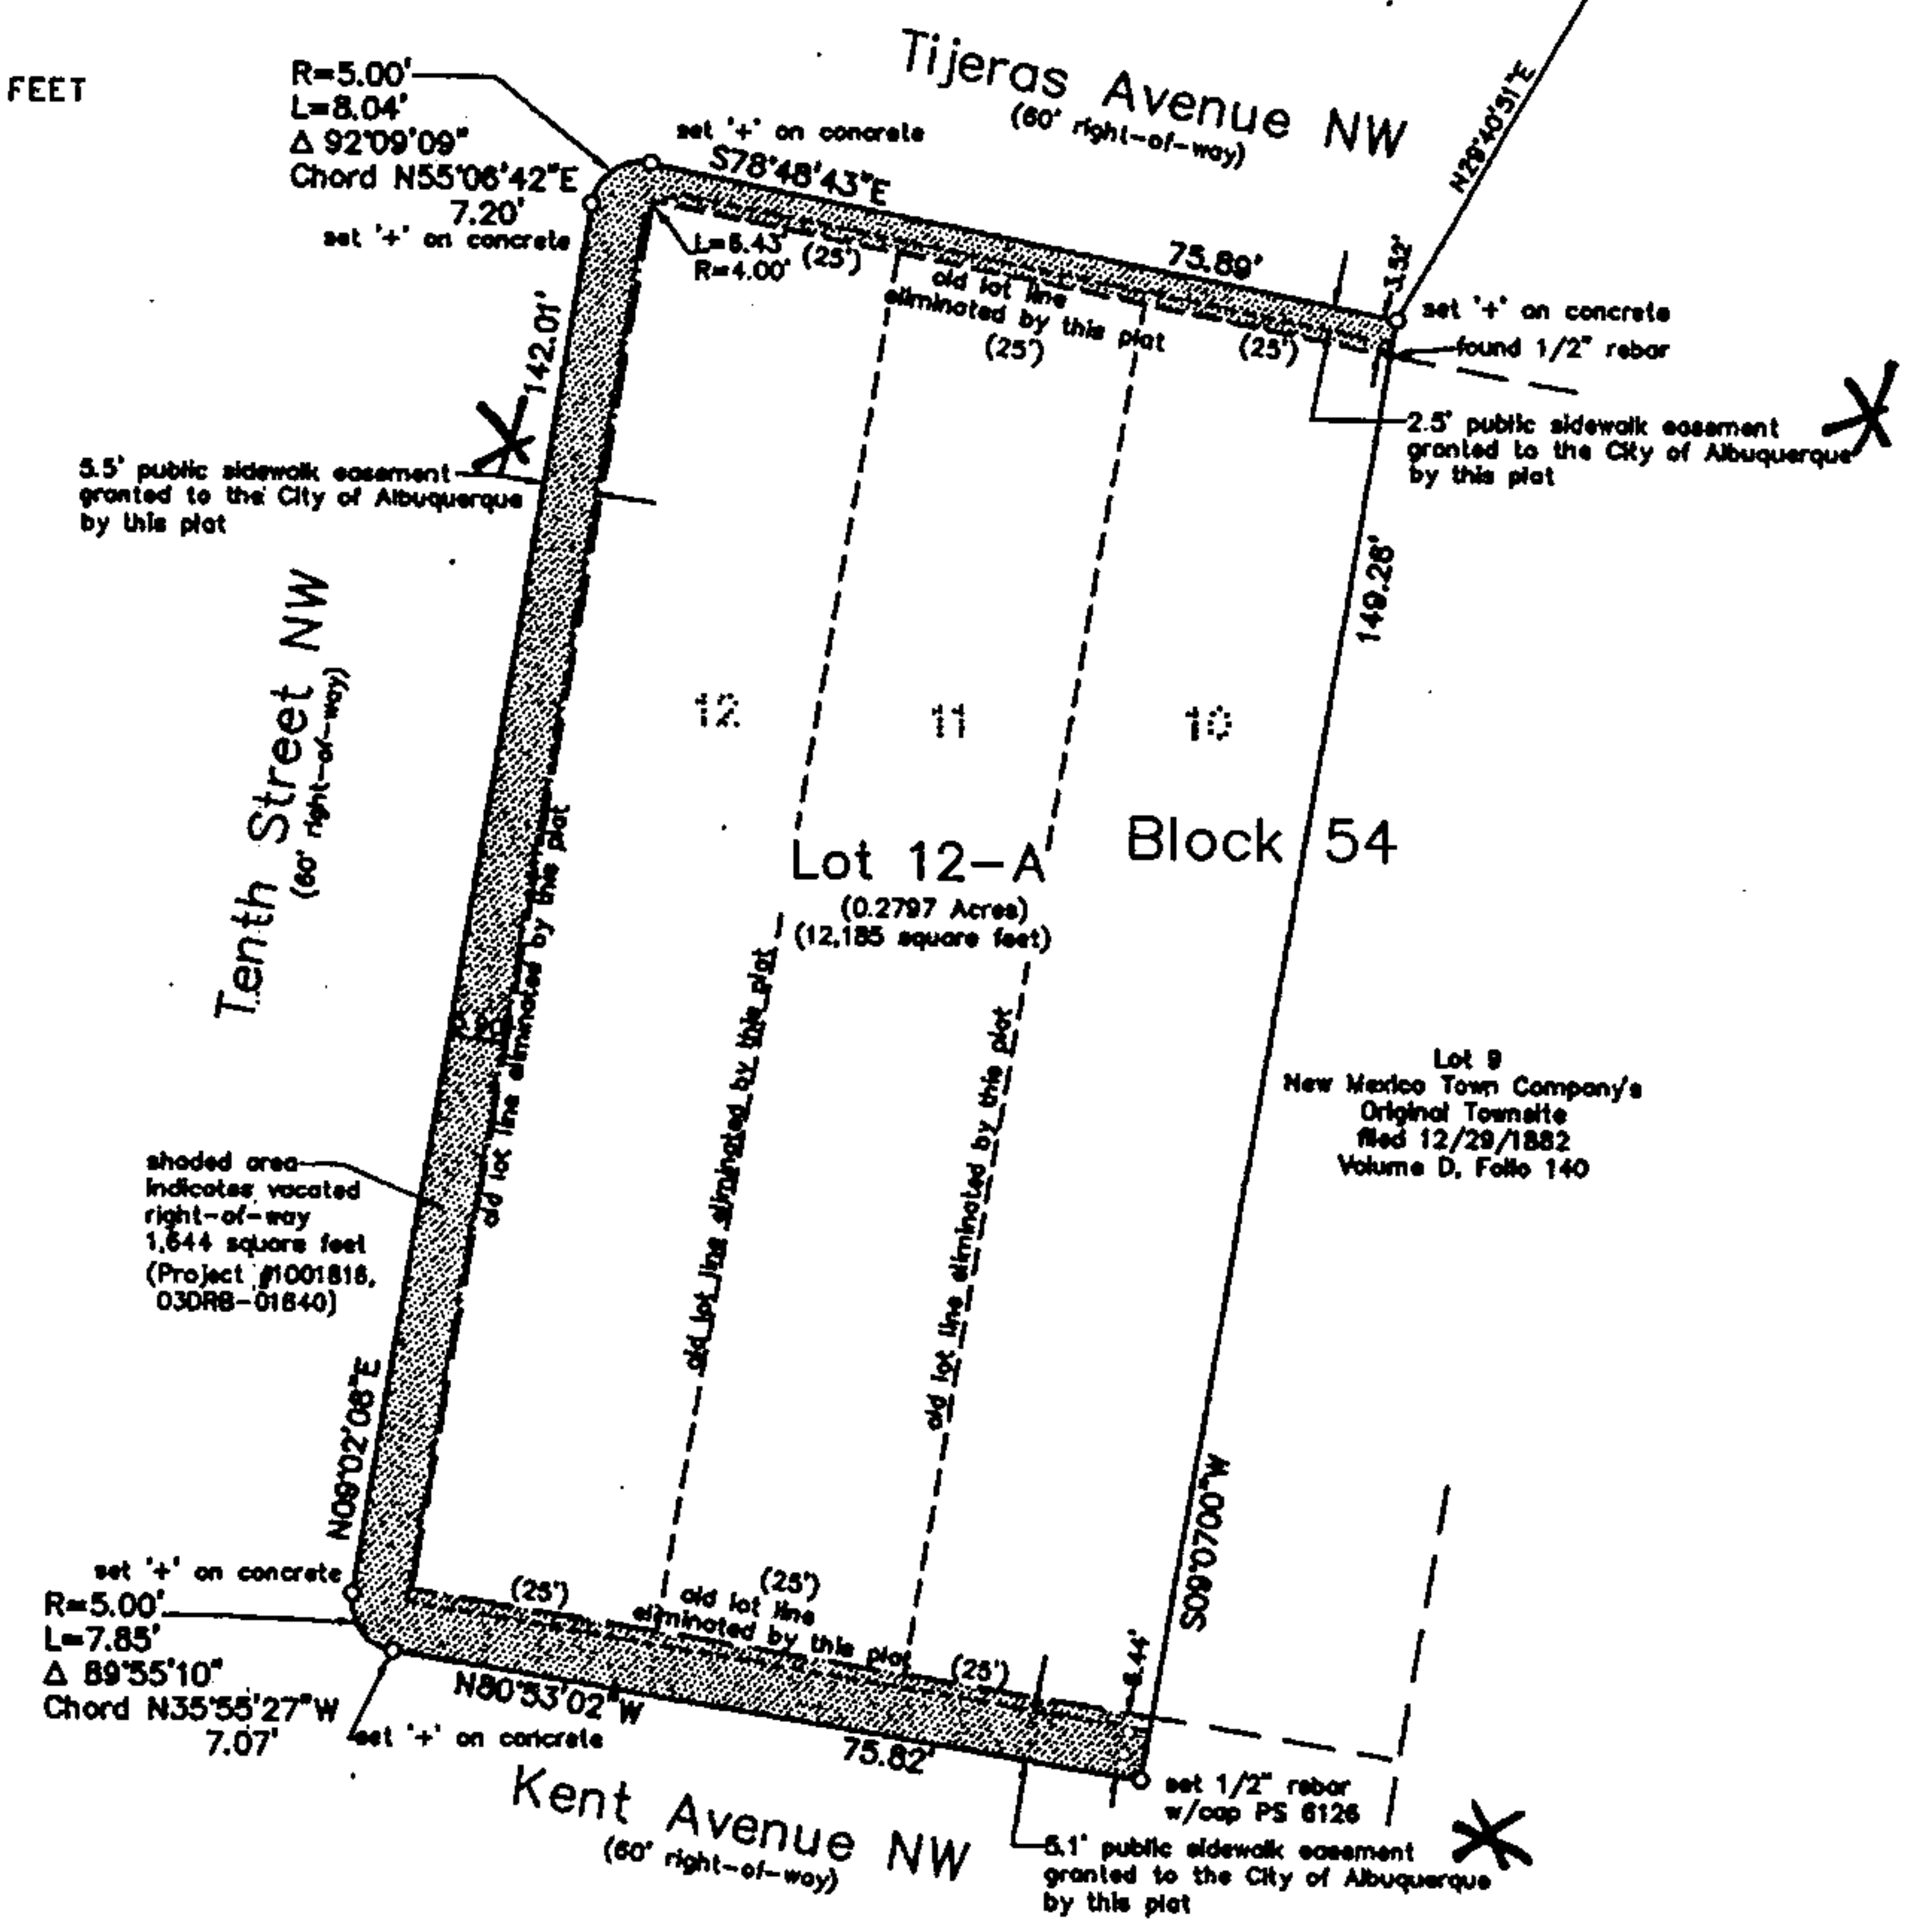 FEET
R=5.00'
L=8.04'
Δ 92°09'09"
Chord N55°06'42"E
7.20'
set '+' on concrete
Tijeras Avenue NW
(60' right-of-way)
set '+' on concrete
S78°48'43"E
75.89'
N29°40'51"E
3.52'
L=6.43'
R=4.00'
(25')
old lot line
eliminated by this plat
(25')
(25')
set '+' on concrete
found 1/2" rebar
2.5' public sidewalk easement
granted to the City of Albuquerque
by this plat
142.01'
5.5' public sidewalk easement
granted to the City of Albuquerque
by this plat
149.26'
Tenth Street NW
(60' right-of-way)
12
11
10
Block 54
Lot 12-A
(0.2797 Acres)
(12,185 square feet)
old lot line eliminated by this plat
old lot line eliminated by this plat
old lot line eliminated by this plat
Lot 9
New Mexico Town Company's
Original Townsite
filed 12/29/1882
Volume D, Folio 140
shaded area
indicates vacated
right-of-way
1,644 square feet
(Project #1001818,
03DRB-01640)
N09°02'08"E
S09°07'00"W
set '+' on concrete
R=5.00'
L=7.85'
Δ 89°55'10"
Chord N35°55'27"W
7.07'
set '+' on concrete
(25')
(25')
old lot line
eliminated by this plat
(25')
N80°53'02"W
75.82'
Kent Avenue NW
(60' right-of-way)
set 1/2" rebar
w/cap PS 6126
5.1' public sidewalk easement
granted to the City of Albuquerque
by this plat